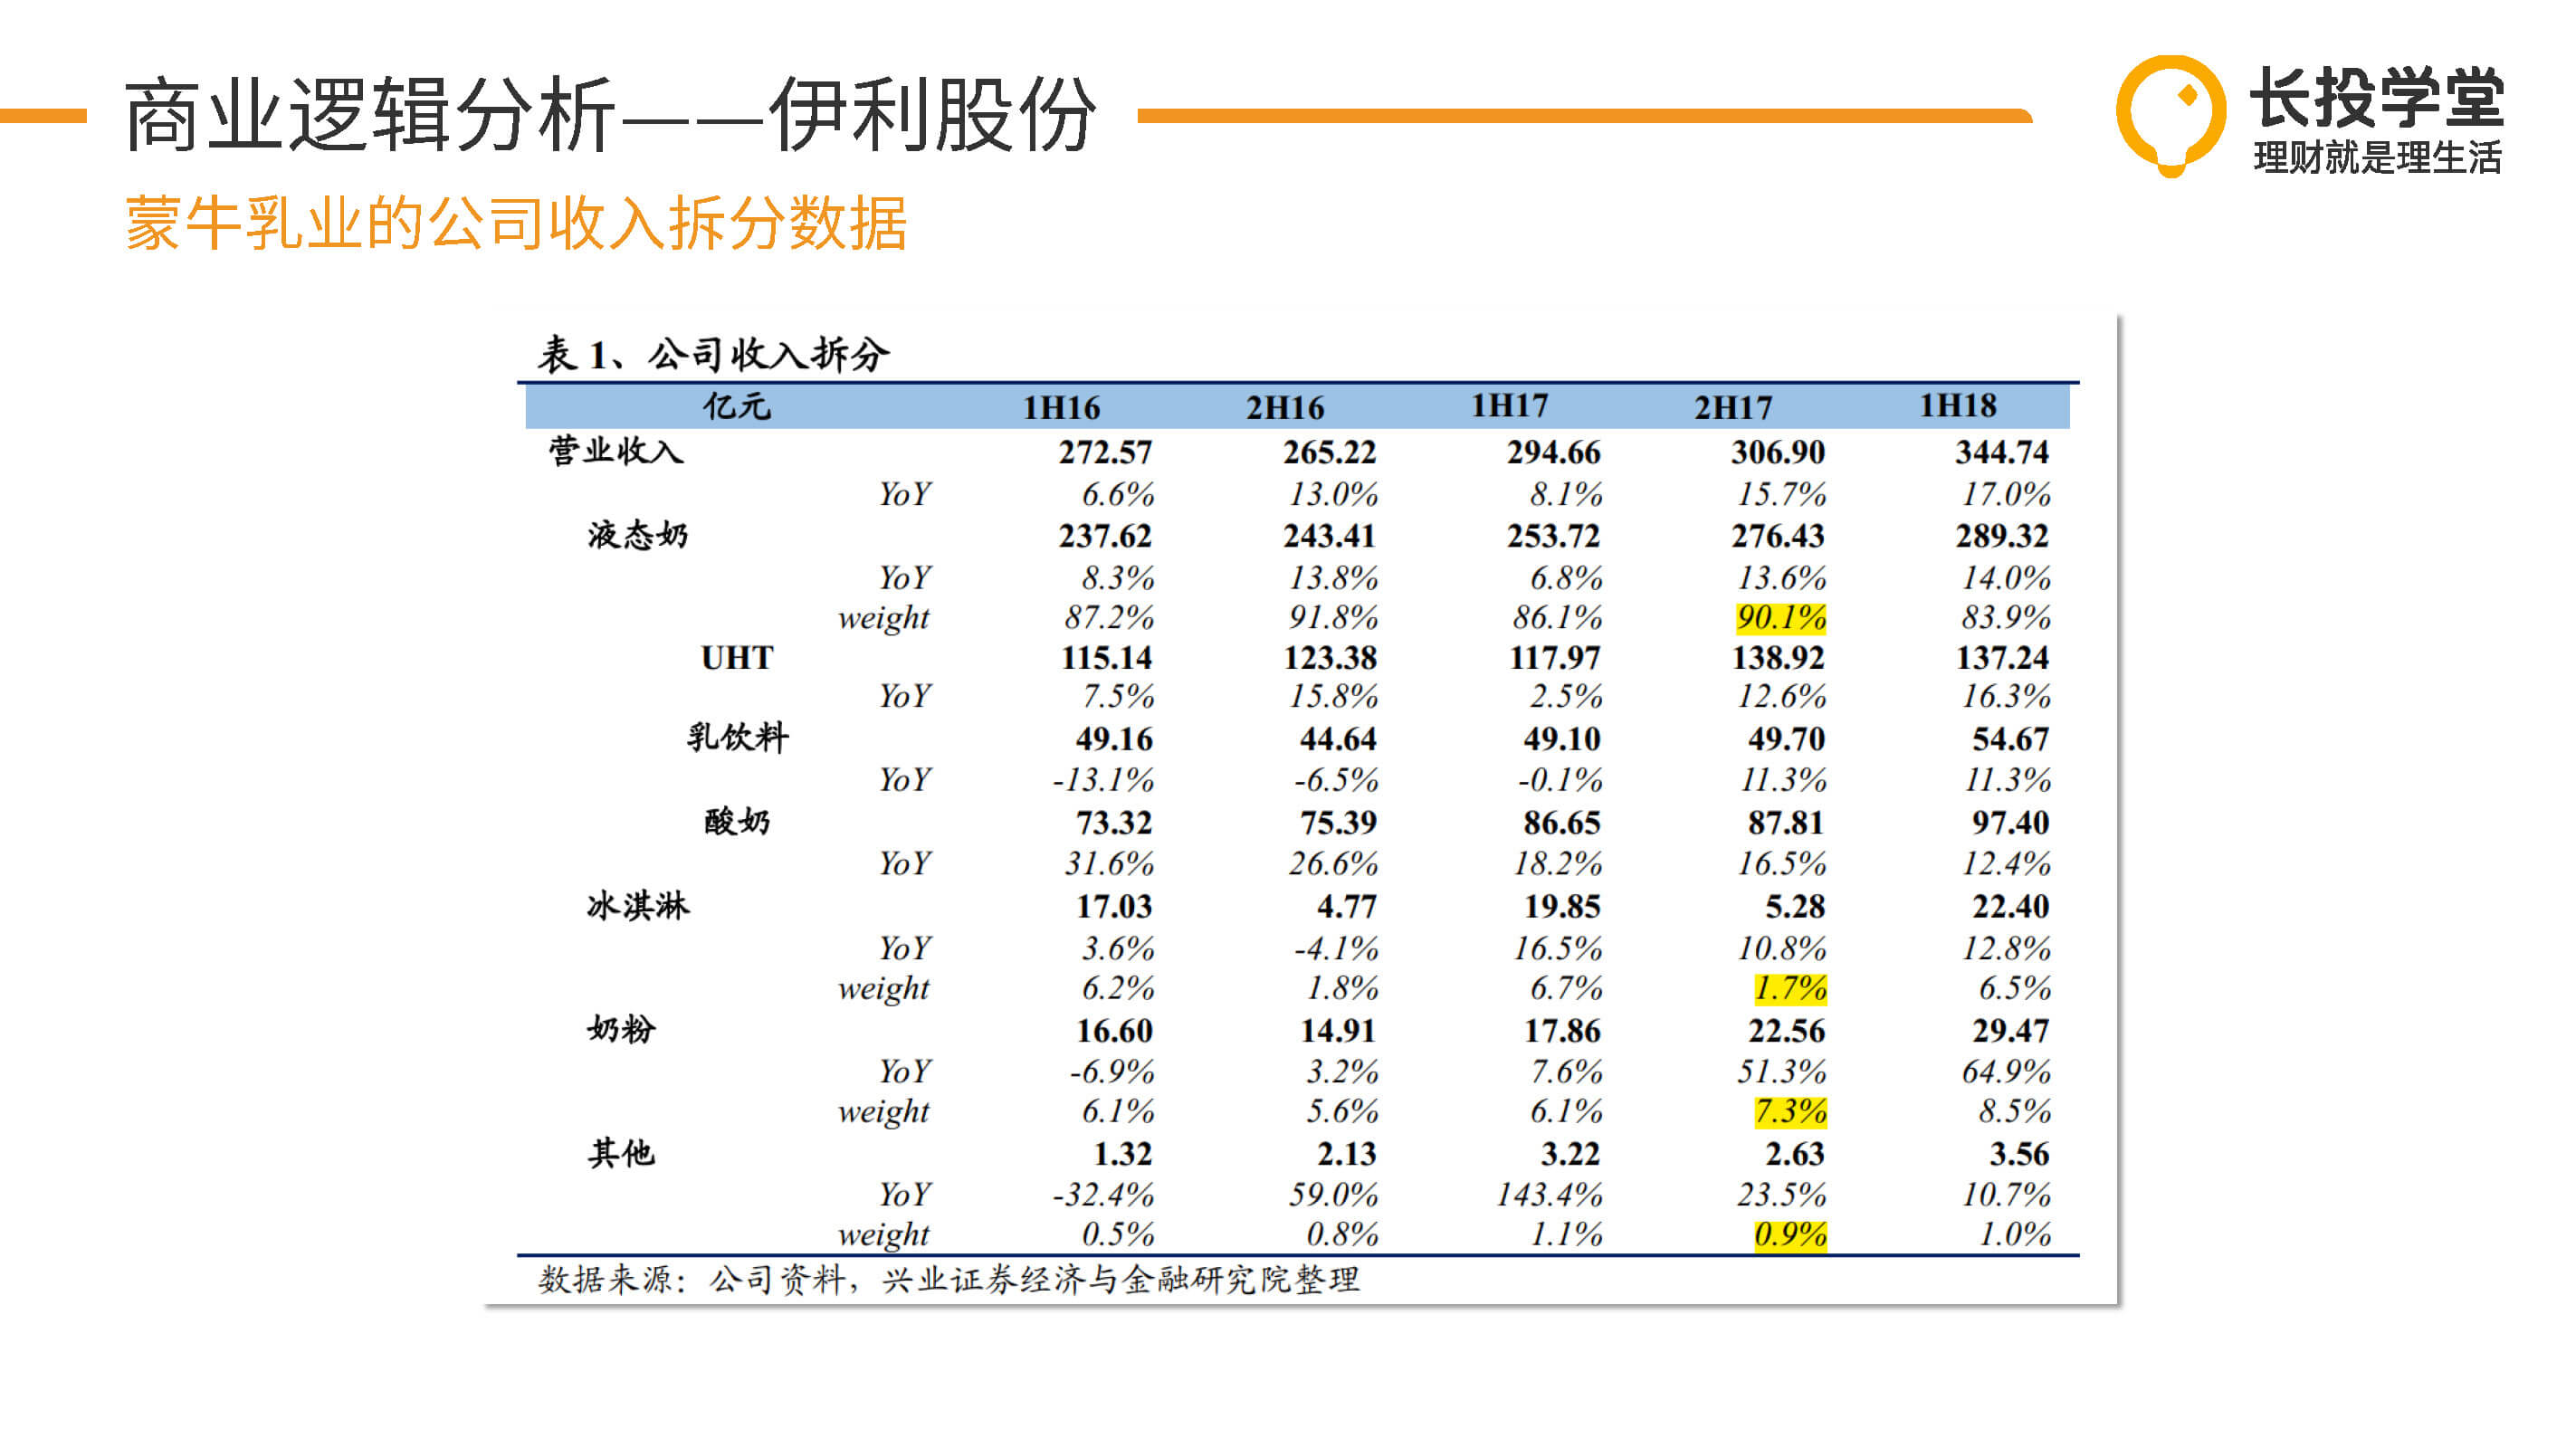 商业逻辑分析——伊利股份
长投学堂
理财就是理生活
蒙牛乳业的公司收入拆分数据
表 1、公司收入拆分
亿元 1H16 2H16 1H17 2H17 1H18
营业收入 272.57 265.22 294.66 306.90 344.74
YoY 6.6% 13.0% 8.1% 15.7% 17.0%
液态奶 237.62 243.41 253.72 276.43 289.32
YoY 8.3% 13.8% 6.8% 13.6% 14.0%
weight 87.2% 91.8% 86.1% 90.1% 83.9%
UHT 115.14 123.38 117.97 138.92 137.24
YoY 7.5% 15.8% 2.5% 12.6% 16.3%
乳饮料 49.16 44.64 49.10 49.70 54.67
YoY -13.1% -6.5% -0.1% 11.3% 11.3%
酸奶 73.32 75.39 86.65 87.81 97.40
YoY 31.6% 26.6% 18.2% 16.5% 12.4%
冰淇淋 17.03 4.77 19.85 5.28 22.40
YoY 3.6% -4.1% 16.5% 10.8% 12.8%
weight 6.2% 1.8% 6.7% 1.7% 6.5%
奶粉 16.60 14.91 17.86 22.56 29.47
YoY -6.9% 3.2% 7.6% 51.3% 64.9%
weight 6.1% 5.6% 6.1% 7.3% 8.5%
其他 1.32 2.13 3.22 2.63 3.56
YoY -32.4% 59.0% 143.4% 23.5% 10.7%
weight 0.5% 0.8% 1.1% 0.9% 1.0%
数据来源：公司资料，兴业证券经济与金融研究院整理